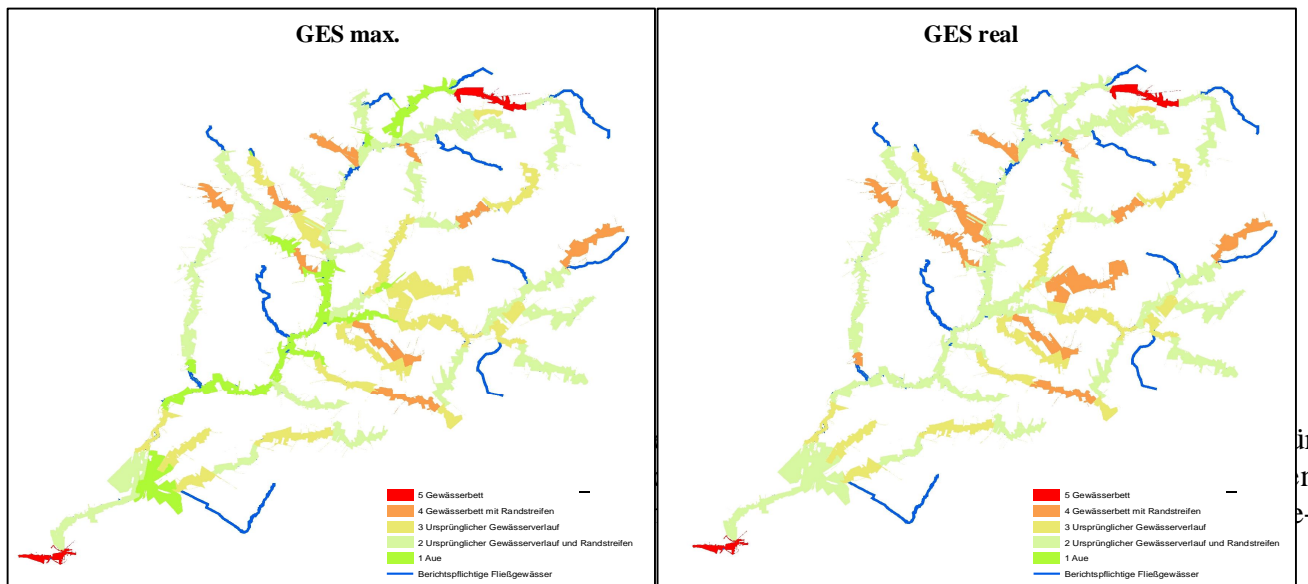 GES max.
5 Gewässerbett
4 Gewässerbett mit Randstreifen
3 Ursprünglicher Gewässerverlauf
2 Ursprünglicher Gewässerverlauf und Randstreifen
1 Aue
Berichtspflichtige Fließgewässer
GES real
5 Gewässerbett
4 Gewässerbett mit Randstreifen
3 Ursprünglicher Gewässerverlauf
2 Ursprünglicher Gewässerverlauf und Randstreifen
1 Aue
Berichtspflichtige Fließgewässer